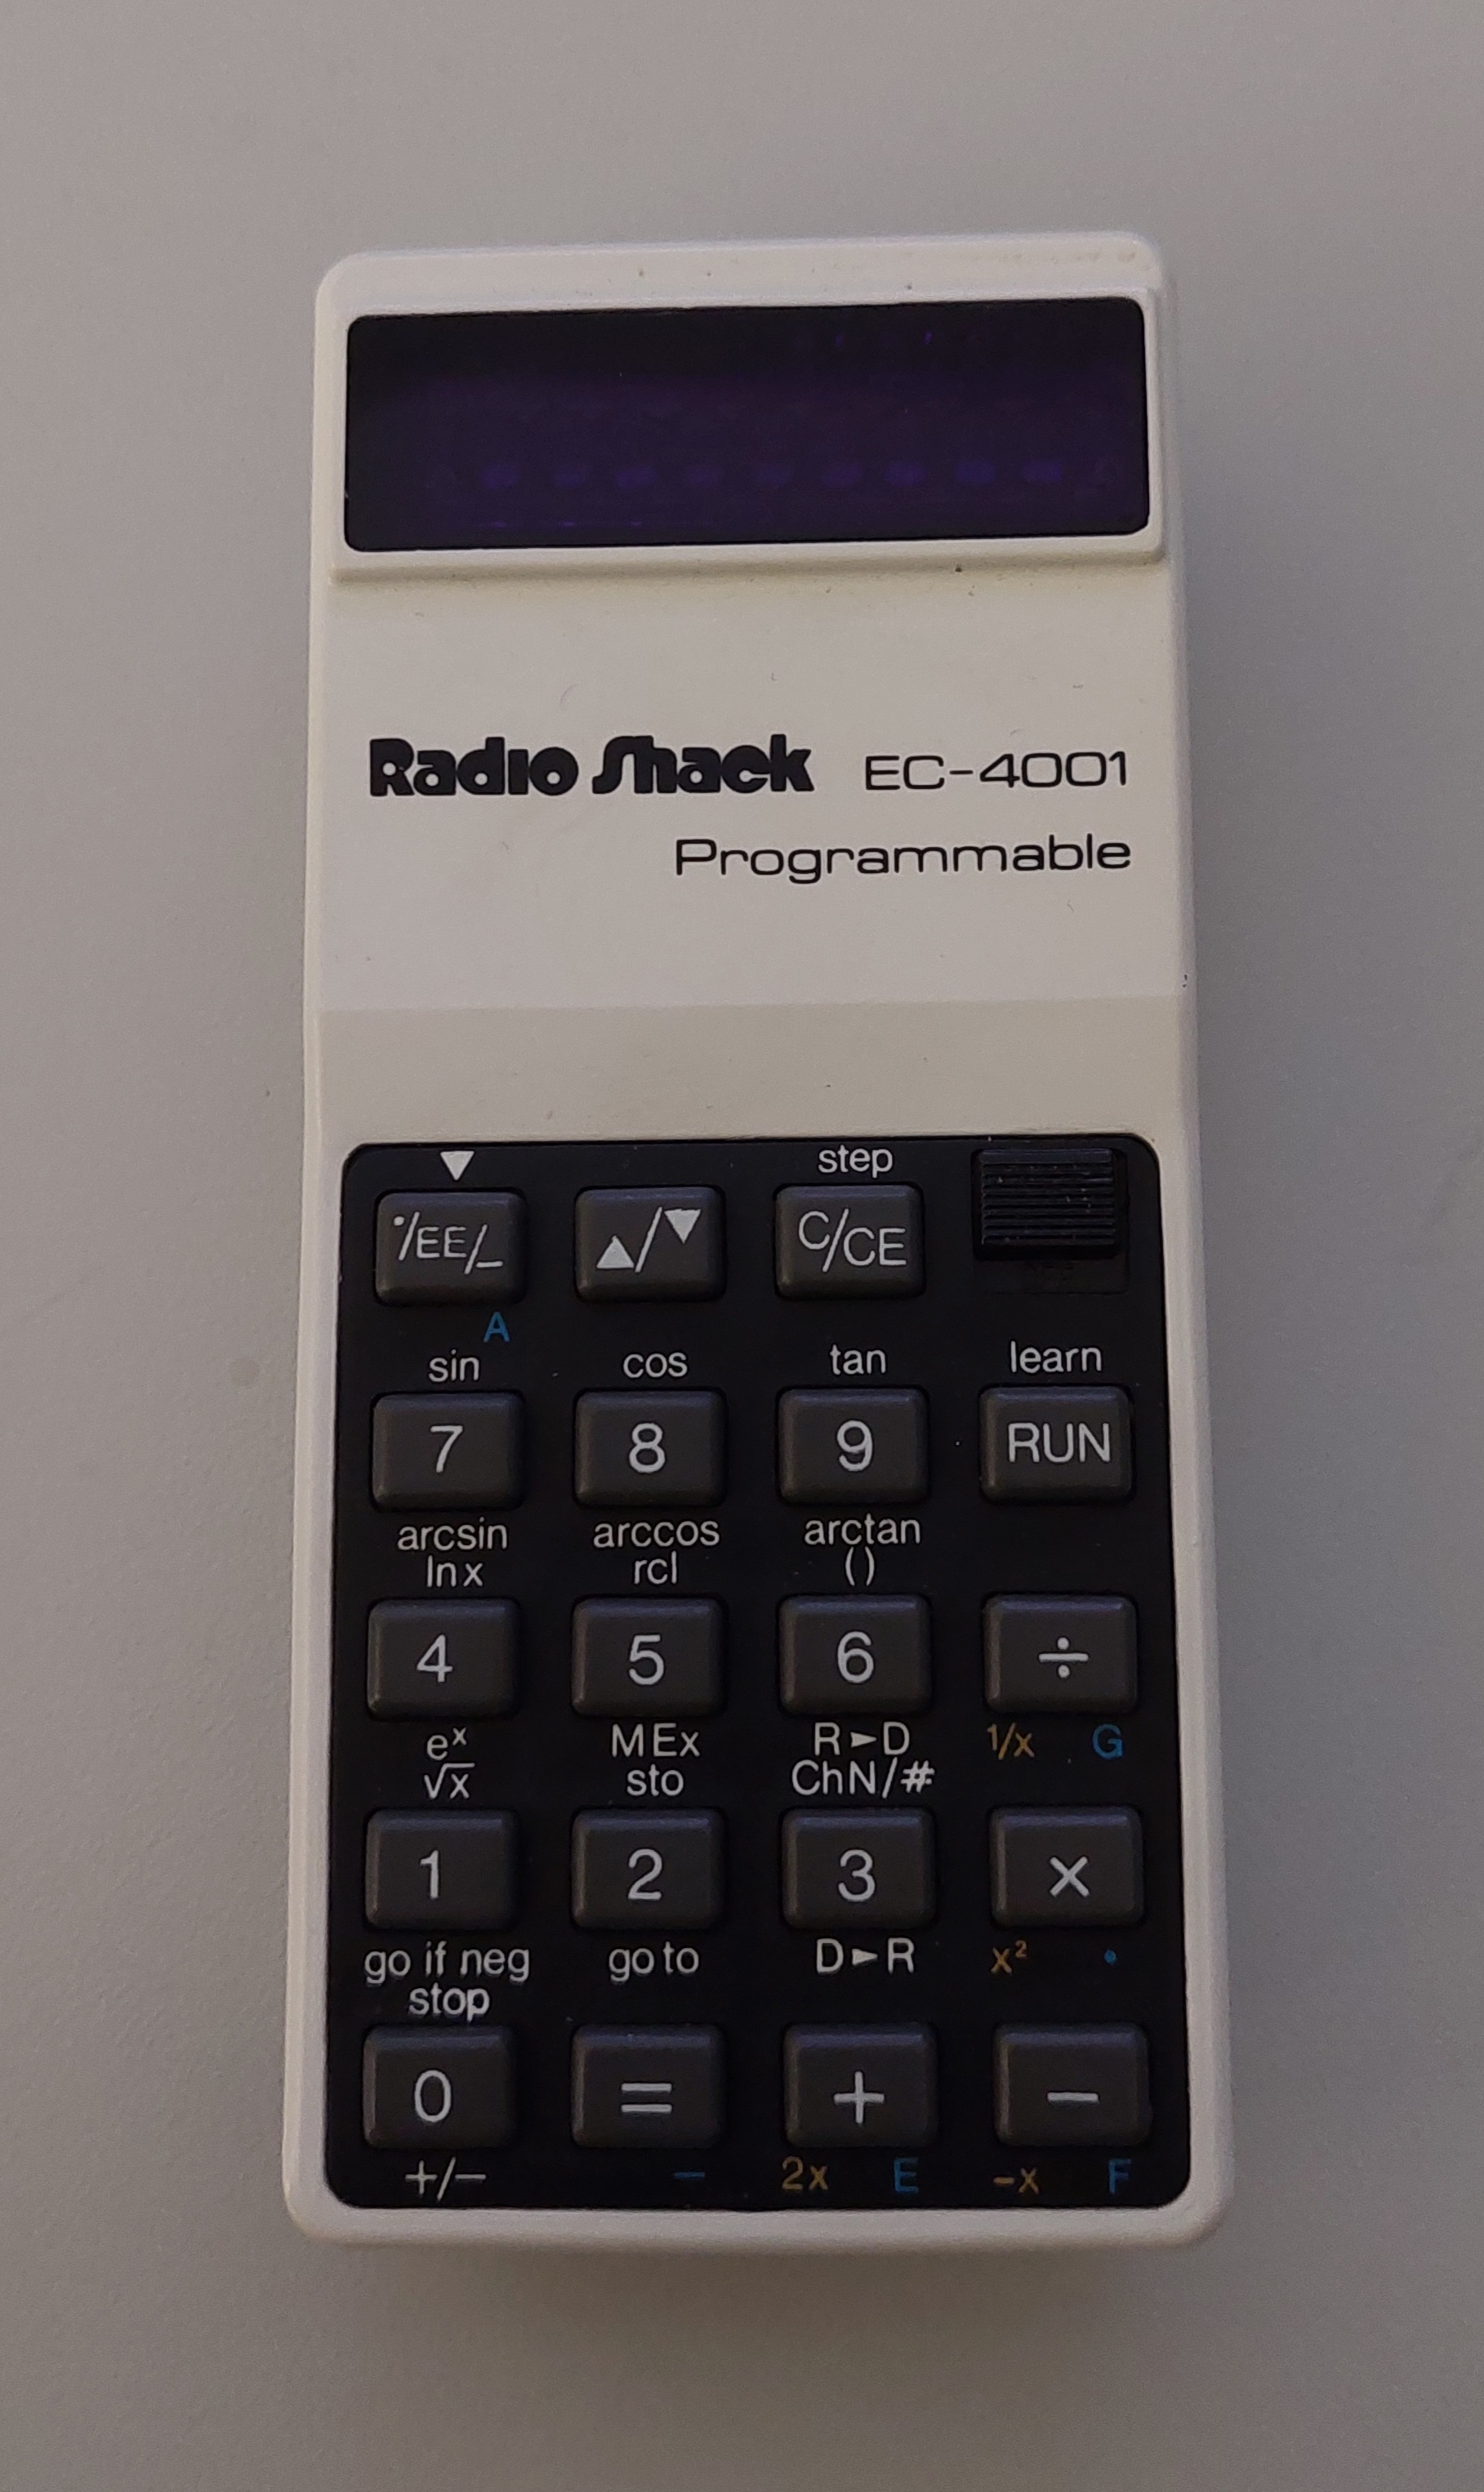 Radio Shack EC-4001
Programmable
▼ step
·/EE/_ ▲/▼ C/CE
A
sin cos tan learn
7 8 9 RUN
arcsin arccos arctan
ln x rcl ()
4 5 6 ÷
eˣ MEx R►D 1/x G
√x sto ChN/#
1 2 3 ×
go if neg go to D►R x² ·
stop
0 = + −
+/− − 2x E -x F